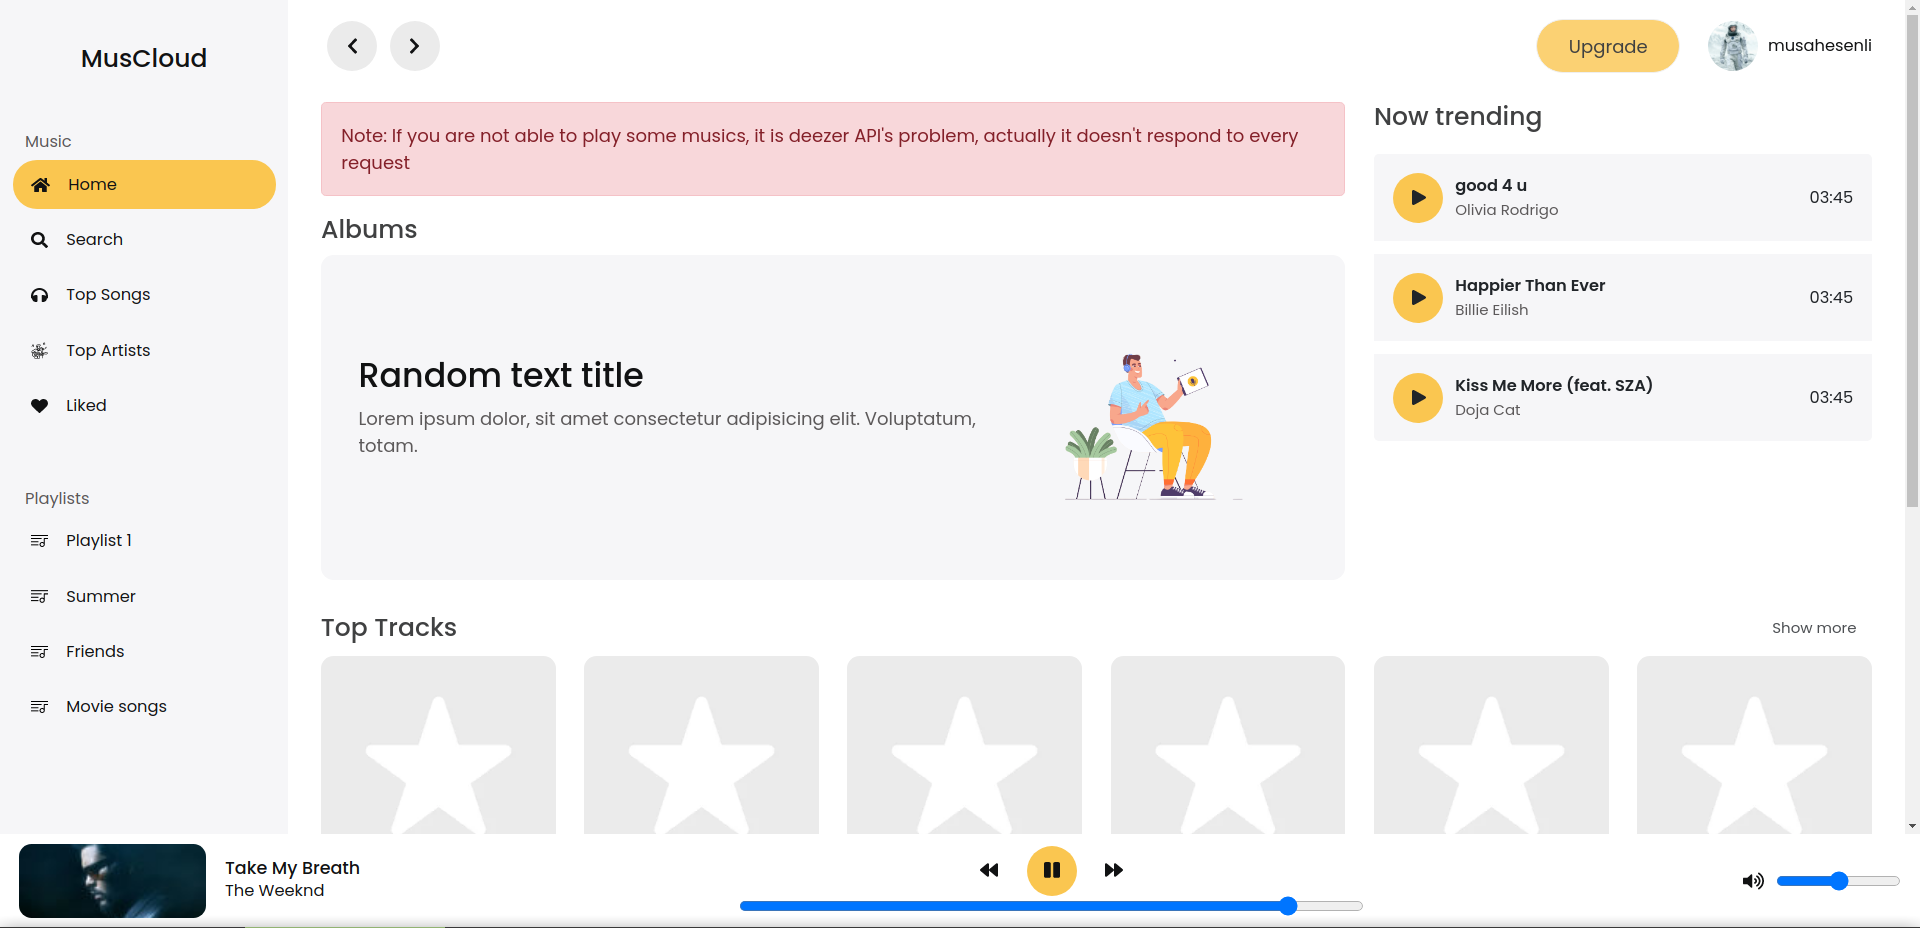 MusCloud
Music
Home
Search
Top Songs
Top Artists
Liked
Playlists
Playlist 1
Summer
Friends
Movie songs
Upgrade
musahesenli
Note: If you are not able to play some musics, it is deezer API's problem, actually it doesn't respond to every
request
Albums
Random text title
Lorem ipsum dolor, sit amet consectetur adipisicing elit. Voluptatum,
totam.
Now trending
good 4 u
Olivia Rodrigo
03:45
Happier Than Ever
Billie Eilish
03:45
Kiss Me More (feat. SZA)
Doja Cat
03:45
Top Tracks
Show more
Take My Breath
The Weeknd